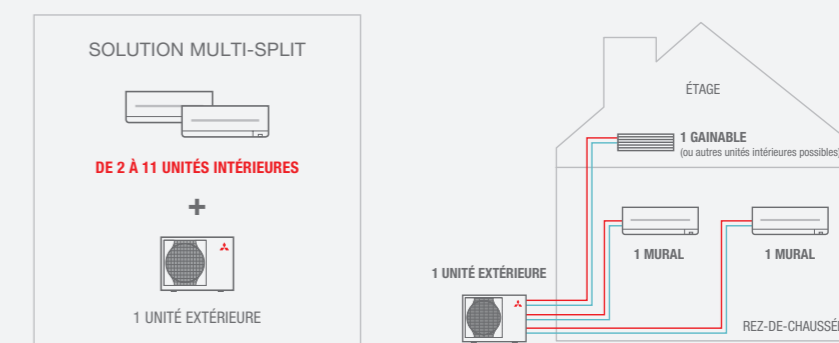 SOLUTION MULTI-SPLIT
DE 2 À 11 UNITÉS INTÉRIEURES
+
1 UNITÉ EXTÉRIEURE
ÉTAGE
1 GAINABLE
(ou autres unités intérieures possibles)
1 MURAL
1 MURAL
1 UNITÉ EXTÉRIEURE
REZ-DE-CHAUSSÉE